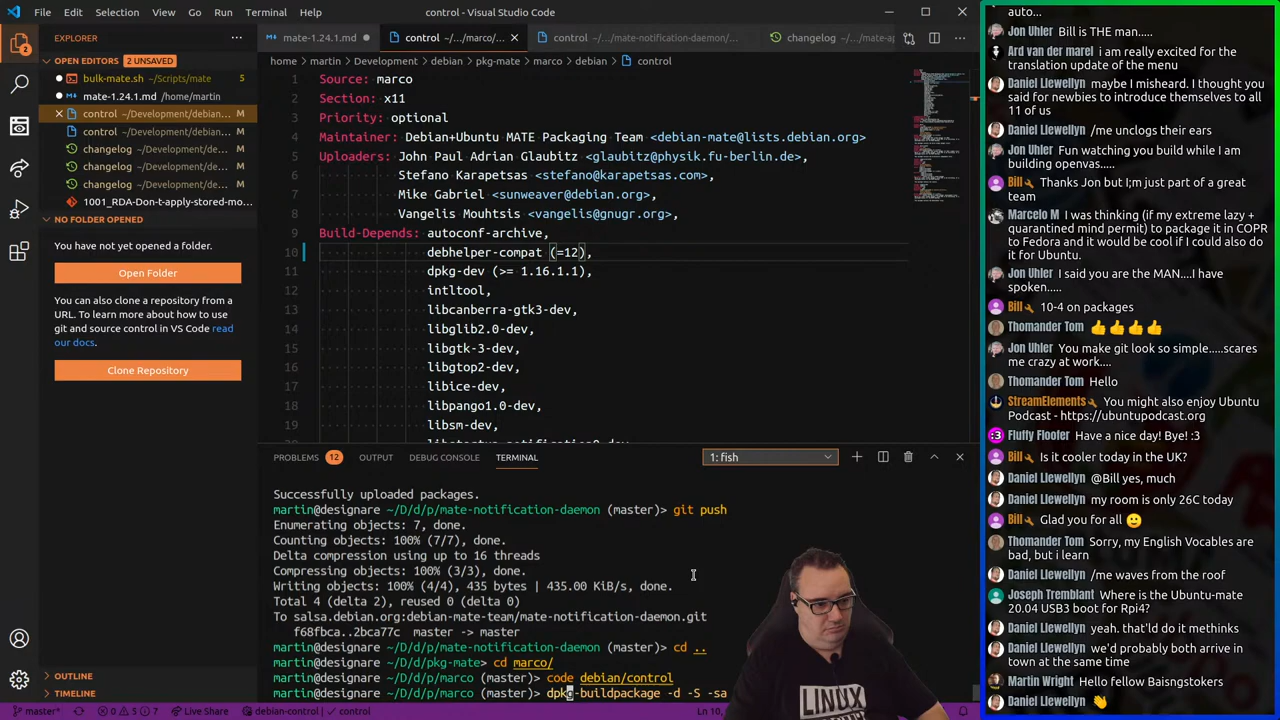 File Edit Selection View Go Run Terminal Help
control - Visual Studio Code
EXPLORER
OPEN EDITORS 2 UNSAVED
bulk-mate.sh ~/Scripts/mate 5
mate-1.24.1.md /home/martin
control ~/Development/debian... M
control ~/Development/debian... M
changelog ~/Development/de... M
changelog ~/Development/de... M
changelog ~/Development/de... M
1001_RDA-Don-t-apply-stored-mo...
NO FOLDER OPENED
You have not yet opened a folder.
Open Folder
You can also clone a repository from a
URL. To learn more about how to use
git and source control in VS Code read
our docs.
Clone Repository
OUTLINE
TIMELINE
mate-1.24.1.md
control ~/.../marco/...
control ~/.../mate-notification-daemon/...
changelog ~/.../mate-ap
home > martin > Development > debian > pkg-mate > marco > debian > control
1 Source: marco
2 Section: x11
3 Priority: optional
4 Maintainer: Debian+Ubuntu MATE Packaging Team <debian-mate@lists.debian.org>
5 Uploaders: John Paul Adrian Glaubitz <glaubitz@physik.fu-berlin.de>,
6 Stefano Karapetsas <stefano@karapetsas.com>,
7 Mike Gabriel <sunweaver@debian.org>,
8 Vangelis Mouhtsis <vangelis@gnugr.org>,
9 Build-Depends: autoconf-archive,
10 debhelper-compat (=12),
11 dpkg-dev (>= 1.16.1.1),
12 intltool,
13 libcanberra-gtk3-dev,
14 libglib2.0-dev,
15 libgtk-3-dev,
16 libgtop2-dev,
17 libice-dev,
18 libpango1.0-dev,
19 libsm-dev,
PROBLEMS 12 OUTPUT DEBUG CONSOLE TERMINAL
1: fish
Successfully uploaded packages.
martin@designare ~/D/d/p/mate-notification-daemon (master)> git push
Enumerating objects: 7, done.
Counting objects: 100% (7/7), done.
Delta compression using up to 16 threads
Compressing objects: 100% (3/3), done.
Writing objects: 100% (4/4), 435 bytes | 435.00 KiB/s, done.
Total 4 (delta 2), reused 0 (delta 0)
To salsa.debian.org:debian-mate-team/mate-notification-daemon.git
f68fbca..2bca77c master -> master
martin@designare ~/D/d/p/mate-notification-daemon (master)> cd ..
martin@designare ~/D/d/pkg-mate> cd marco/
martin@designare ~/D/d/p/marco (master)> code debian/control
martin@designare ~/D/d/p/marco (master)> dpkg-buildpackage -d -S -sa
LINUX
master* 0 5 7 Live Share debian-control control Ln 10,
auto...
Jon Uhler Bill is THE man.....
Ard van der marel i am really excited for the
translation update of the menu
Daniel Llewellyn maybe I misheard. I thought you
said for newbies to introduce themselves to all
11 of us
Daniel Llewellyn /me unclogs their ears
Jon Uhler Fun watching you build while I am
building openvas.....
Bill Thanks Jon but I;m just part of a great
team
Marcelo M I was thinking (if my extreme lazy +
quarantined mind permit) to package it in COPR
to Fedora and it would be cool if I could also do
it for Ubuntu.
Jon Uhler I said you are the MAN....I have
spoken.....
Bill 10-4 on packages
Thomander Tom 👍👍👍👍
Jon Uhler You make git look so simple.....scares
me crazy at work....
Thomander Tom Hello
StreamElements You might also enjoy Ubuntu
Podcast - https://ubuntupodcast.org
Fluffy Floofer Have a nice day! Bye! :3
Bill Is it cooler today in the UK?
Daniel Llewellyn @Bill yes, much
Daniel Llewellyn my room is only 26C today
Bill Glad you for all 🙂
Thomander Tom Sorry, my English Vocables are
bad, but i learn
Daniel Llewellyn /me waves from the roof
Joseph Tremblant Where is the Ubuntu-mate
20.04 USB3 boot for Rpi4?
Daniel Llewellyn yeah. that'ld do it methinks
Daniel Llewellyn we'd probably both arrive in
town at the same time
Martin Wright Hello fellow Baisngstokers
Daniel Llewellyn 👋